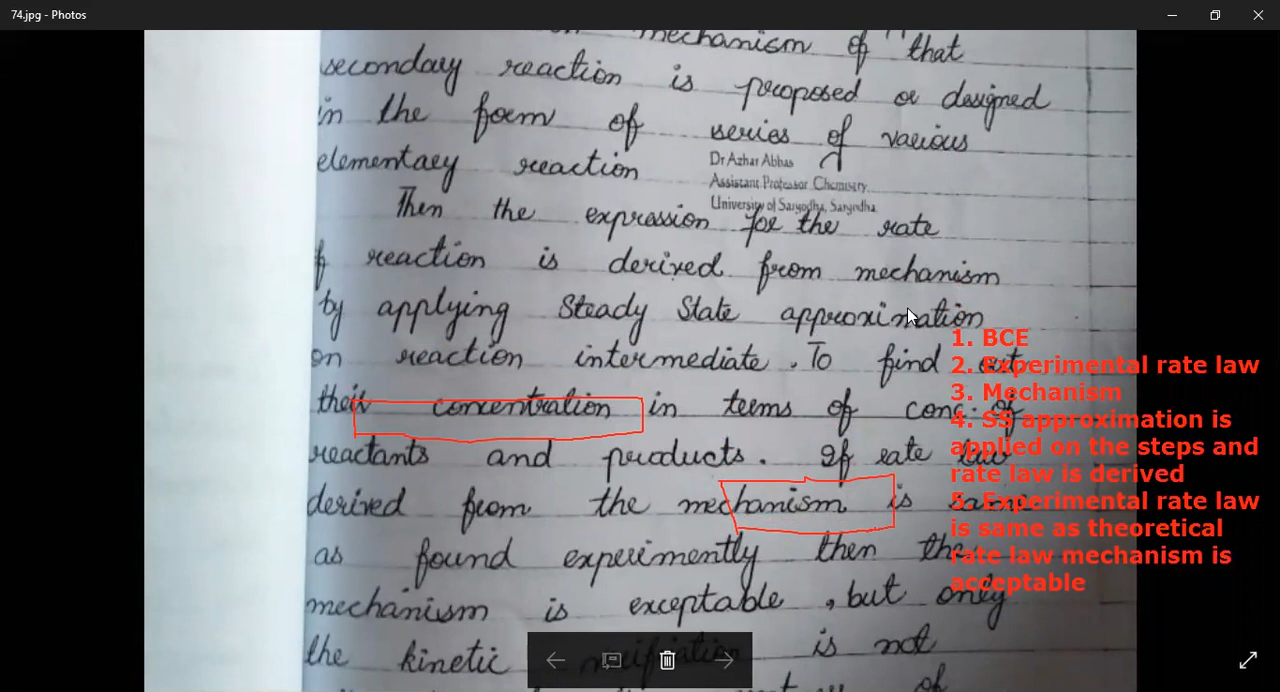 74.jpg - Photos
mechanism of that
secondary reaction is proposed or designed
in the form of series of various
elementary reaction
Dr Azhar Abbas
Assistant Professor Chemistry,
University of Sargodha, Sargodha
Then the expression for the rate
reaction is derived from mechanism
by applying Steady State approximation
on reaction intermediate. To find out
their concentration in terms of conc. of
reactants and products. If rate law
derived from the mechanism is same
as found experimently then the
mechanism is exceptable, but only
the kinetic is not
of
1. BCE
2. Experimental rate law
3. Mechanism
4. SS approximation is
applied on the steps and
rate law is derived
5. Experimental rate law
is same as theoretical
rate law mechanism is
acceptable